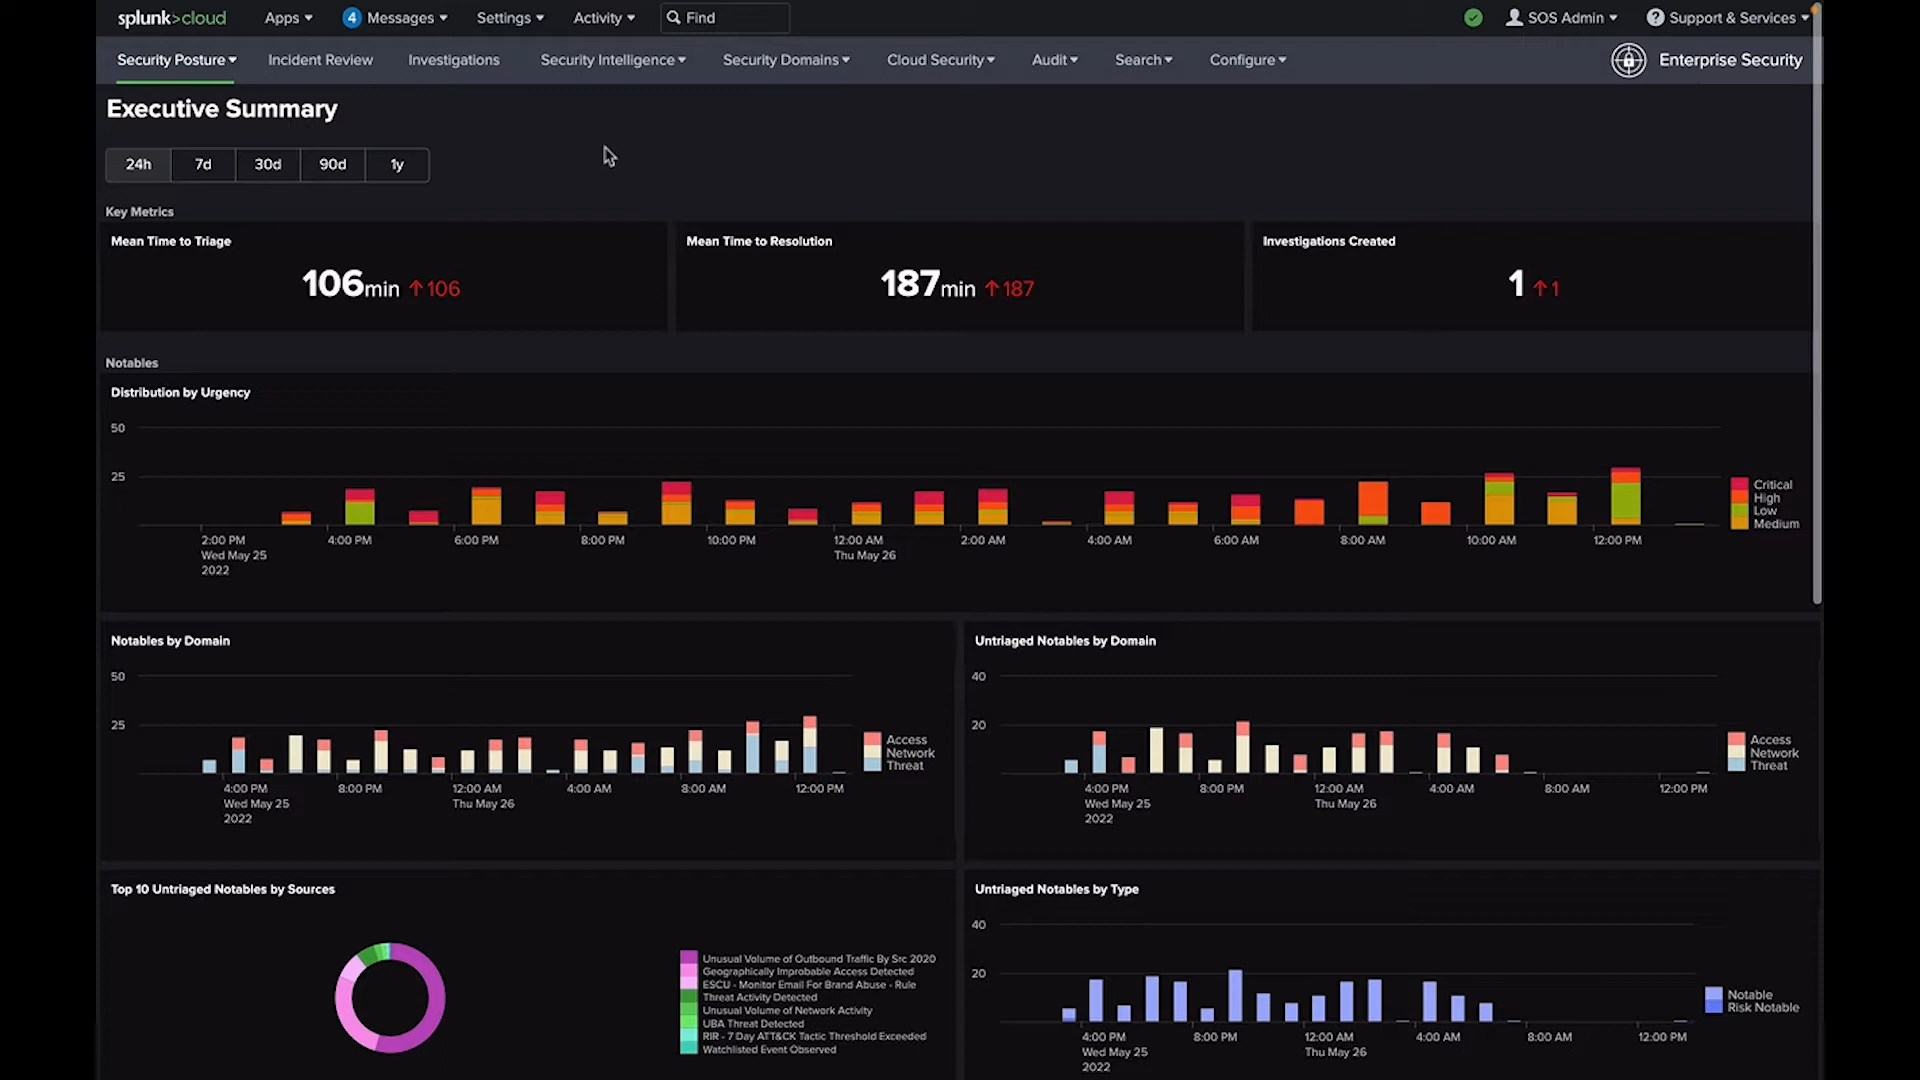 splunk>cloud Apps 4 Messages Settings Activity Find SOS Admin Support & Services
Security Posture Incident Review Investigations Security Intelligence Security Domains Cloud Security Audit Search Configure Enterprise Security
Executive Summary
24h 7d 30d 90d 1y
Key Metrics
Mean Time to Triage
106min ↑106
Mean Time to Resolution
187min ↑187
Investigations Created
1 ↑1
Notables
Distribution by Urgency
50
25
2:00 PM 4:00 PM 6:00 PM 8:00 PM 10:00 PM 12:00 AM 2:00 AM 4:00 AM 6:00 AM 8:00 AM 10:00 AM 12:00 PM
Wed May 25 Thu May 26
2022
Critical
High
Low
Medium
Notables by Domain
50
25
4:00 PM 8:00 PM 12:00 AM 4:00 AM 8:00 AM 12:00 PM
Wed May 25 Thu May 26
2022
Access
Network
Threat
Untriaged Notables by Domain
40
20
4:00 PM 8:00 PM 12:00 AM 4:00 AM 8:00 AM 12:00 PM
Wed May 25 Thu May 26
2022
Access
Network
Threat
Top 10 Untriaged Notables by Sources
Unusual Volume of Outbound Traffic By Src 2020
Geographically Improbable Access Detected
ESCU - Monitor Email For Brand Abuse - Rule
Threat Activity Detected
Unusual Volume of Network Activity
UBA Threat Detected
RIR - 7 Day ATT&CK Tactic Threshold Exceeded
Watchlisted Event Observed
Untriaged Notables by Type
40
20
4:00 PM 8:00 PM 12:00 AM 4:00 AM 8:00 AM 12:00 PM
Wed May 25 Thu May 26
2022
Notable
Risk Notable